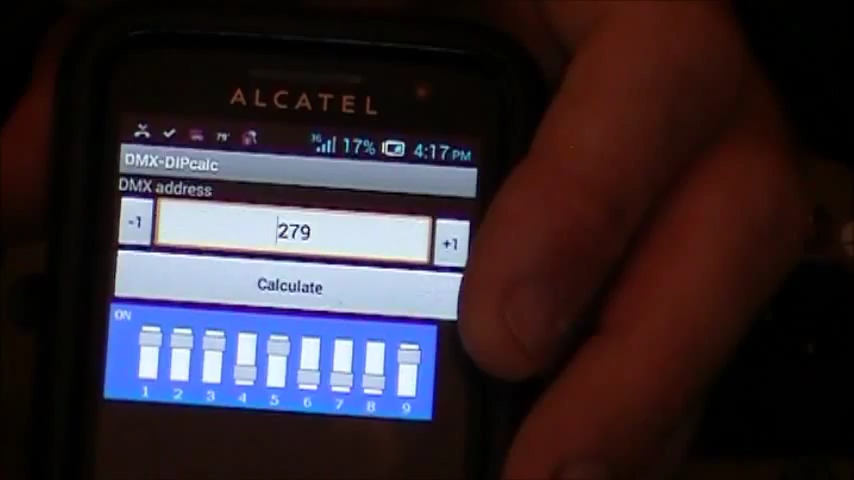 ALCATEL
3G 17% 4:17 PM
DMX-DIPcalc
DMX address
-1 279 +1
Calculate
ON
1 2 3 4 5 6 7 8 9